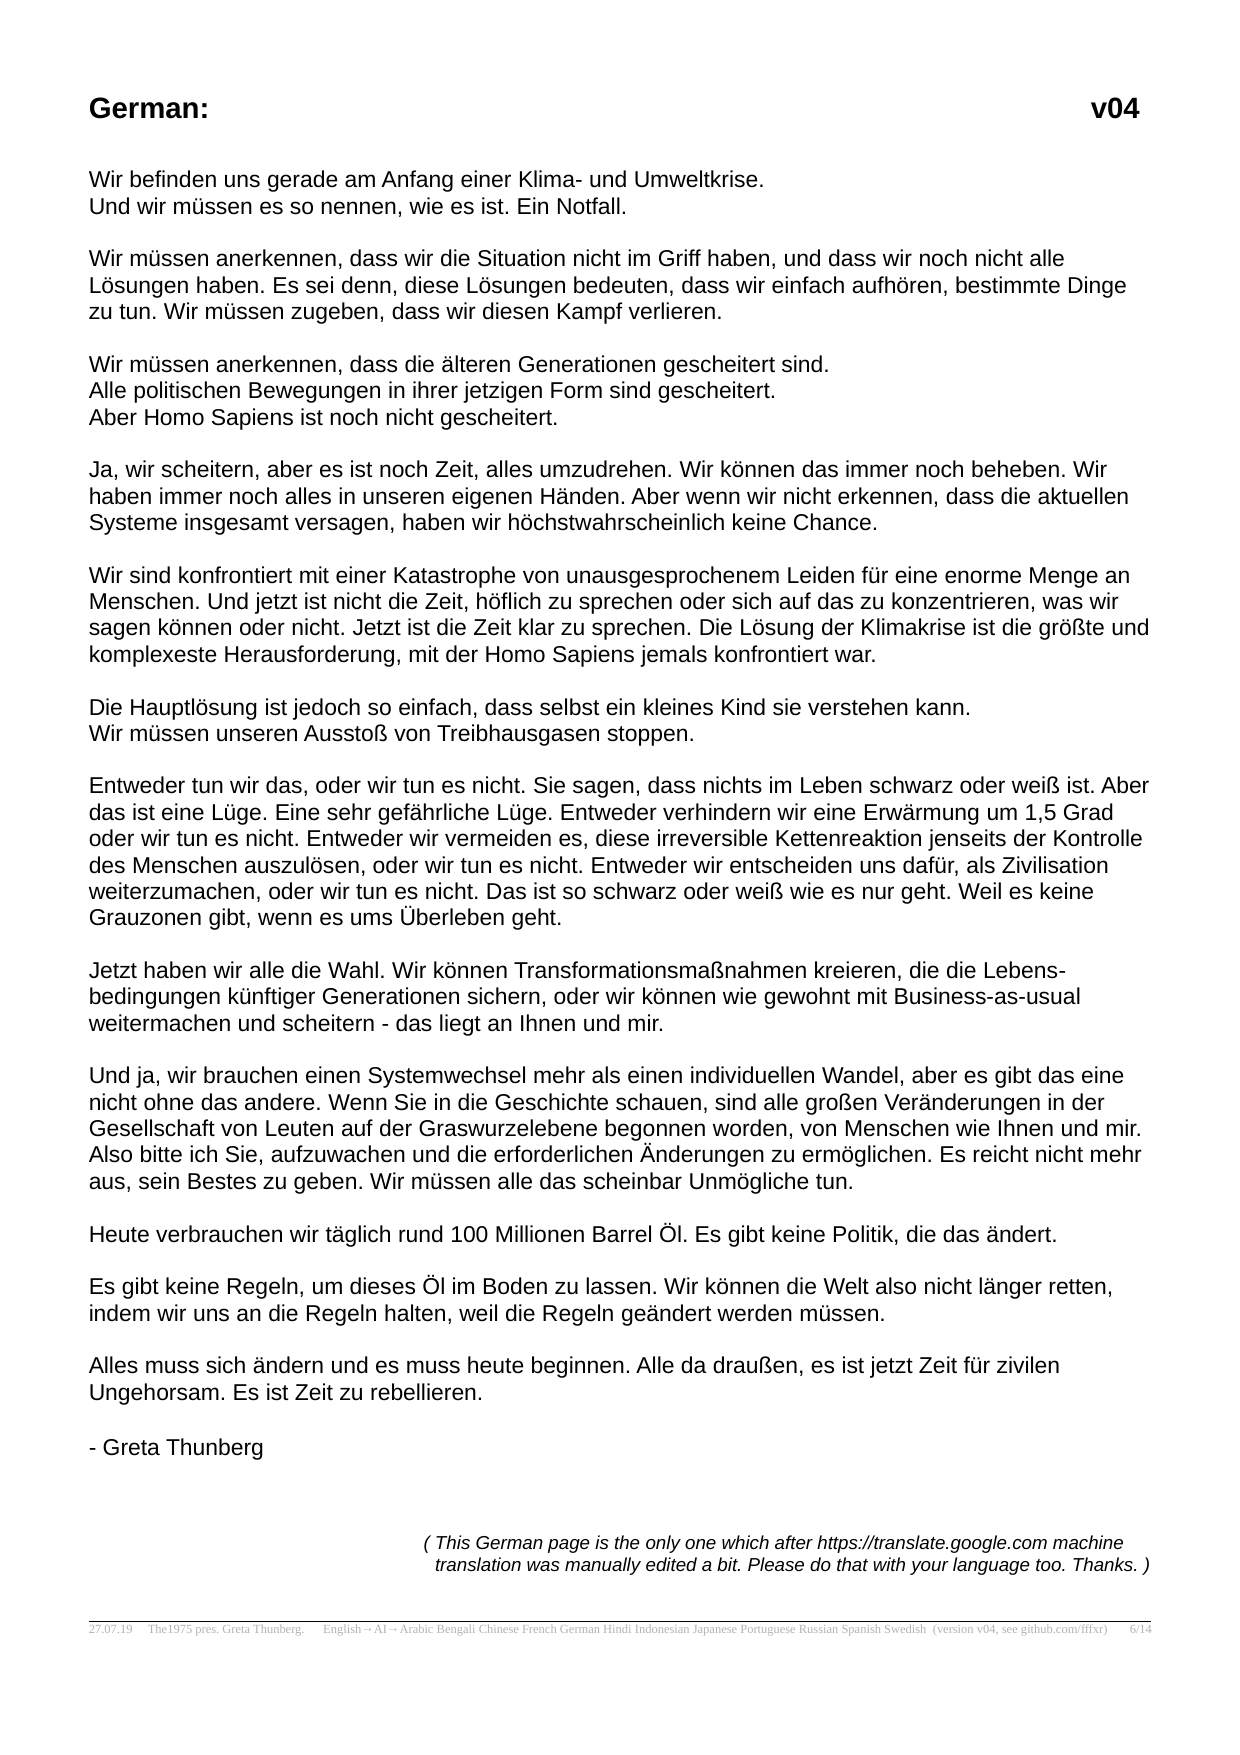 German: v04
Wir befinden uns gerade am Anfang einer Klima- und Umweltkrise.
Und wir müssen es so nennen, wie es ist. Ein Notfall.
Wir müssen anerkennen, dass wir die Situation nicht im Griff haben, und dass wir noch nicht alle
Lösungen haben. Es sei denn, diese Lösungen bedeuten, dass wir einfach aufhören, bestimmte Dinge
zu tun. Wir müssen zugeben, dass wir diesen Kampf verlieren.
Wir müssen anerkennen, dass die älteren Generationen gescheitert sind.
Alle politischen Bewegungen in ihrer jetzigen Form sind gescheitert.
Aber Homo Sapiens ist noch nicht gescheitert.
Ja, wir scheitern, aber es ist noch Zeit, alles umzudrehen. Wir können das immer noch beheben. Wir
haben immer noch alles in unseren eigenen Händen. Aber wenn wir nicht erkennen, dass die aktuellen
Systeme insgesamt versagen, haben wir höchstwahrscheinlich keine Chance.
Wir sind konfrontiert mit einer Katastrophe von unausgesprochenem Leiden für eine enorme Menge an
Menschen. Und jetzt ist nicht die Zeit, höflich zu sprechen oder sich auf das zu konzentrieren, was wir
sagen können oder nicht. Jetzt ist die Zeit klar zu sprechen. Die Lösung der Klimakrise ist die größte und
komplexeste Herausforderung, mit der Homo Sapiens jemals konfrontiert war.
Die Hauptlösung ist jedoch so einfach, dass selbst ein kleines Kind sie verstehen kann.
Wir müssen unseren Ausstoß von Treibhausgasen stoppen.
Entweder tun wir das, oder wir tun es nicht. Sie sagen, dass nichts im Leben schwarz oder weiß ist. Aber
das ist eine Lüge. Eine sehr gefährliche Lüge. Entweder verhindern wir eine Erwärmung um 1,5 Grad
oder wir tun es nicht. Entweder wir vermeiden es, diese irreversible Kettenreaktion jenseits der Kontrolle
des Menschen auszulösen, oder wir tun es nicht. Entweder wir entscheiden uns dafür, als Zivilisation
weiterzumachen, oder wir tun es nicht. Das ist so schwarz oder weiß wie es nur geht. Weil es keine
Grauzonen gibt, wenn es ums Überleben geht.
Jetzt haben wir alle die Wahl. Wir können Transformationsmaßnahmen kreieren, die die Lebens-
bedingungen künftiger Generationen sichern, oder wir können wie gewohnt mit Business-as-usual
weitermachen und scheitern - das liegt an Ihnen und mir.
Und ja, wir brauchen einen Systemwechsel mehr als einen individuellen Wandel, aber es gibt das eine
nicht ohne das andere. Wenn Sie in die Geschichte schauen, sind alle großen Veränderungen in der
Gesellschaft von Leuten auf der Graswurzelebene begonnen worden, von Menschen wie Ihnen und mir.
Also bitte ich Sie, aufzuwachen und die erforderlichen Änderungen zu ermöglichen. Es reicht nicht mehr
aus, sein Bestes zu geben. Wir müssen alle das scheinbar Unmögliche tun.
Heute verbrauchen wir täglich rund 100 Millionen Barrel Öl. Es gibt keine Politik, die das ändert.
Es gibt keine Regeln, um dieses Öl im Boden zu lassen. Wir können die Welt also nicht länger retten,
indem wir uns an die Regeln halten, weil die Regeln geändert werden müssen.
Alles muss sich ändern und es muss heute beginnen. Alle da draußen, es ist jetzt Zeit für zivilen
Ungehorsam. Es ist Zeit zu rebellieren.
- Greta Thunberg
( This German page is the only one which after https://translate.google.com machine
translation was manually edited a bit. Please do that with your language too. Thanks. )
27.07.19 The1975 pres. Greta Thunberg. English→AI→Arabic Bengali Chinese French German Hindi Indonesian Japanese Portuguese Russian Spanish Swedish (version v04, see github.com/fffxr) 6/14